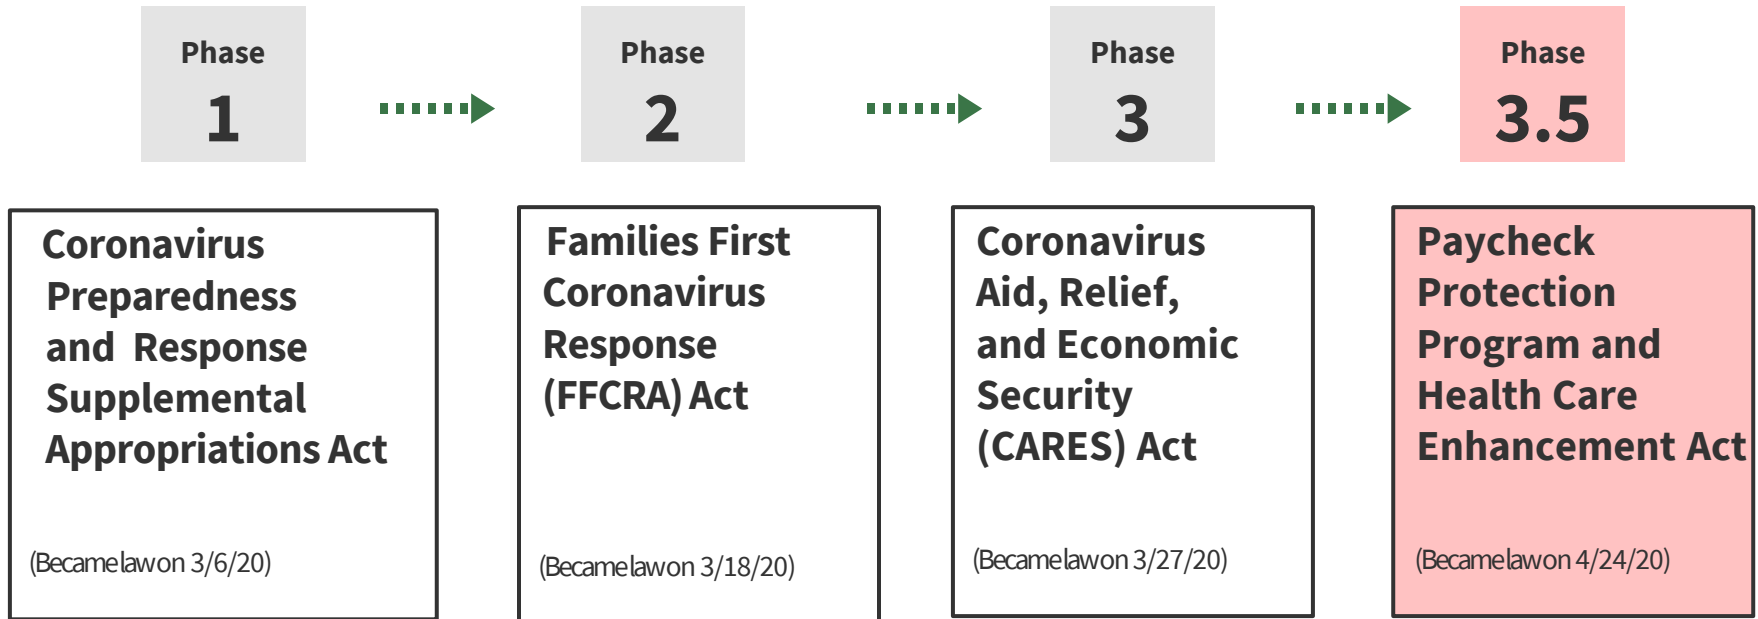 Phase
1
Phase
2
Phase
3
Phase
3.5
Coronavirus
Preparedness
and Response
Supplemental
Appropriations Act
(Becamelawon 3/6/20)
Families First
Coronavirus
Response
(FFCRA) Act
(Becamelawon 3/18/20)
Coronavirus
Aid, Relief,
and Economic
Security
(CARES) Act
(Becamelawon 3/27/20)
Paycheck
Protection
Program and
Health Care
Enhancement Act
(Becamelawon 4/24/20)